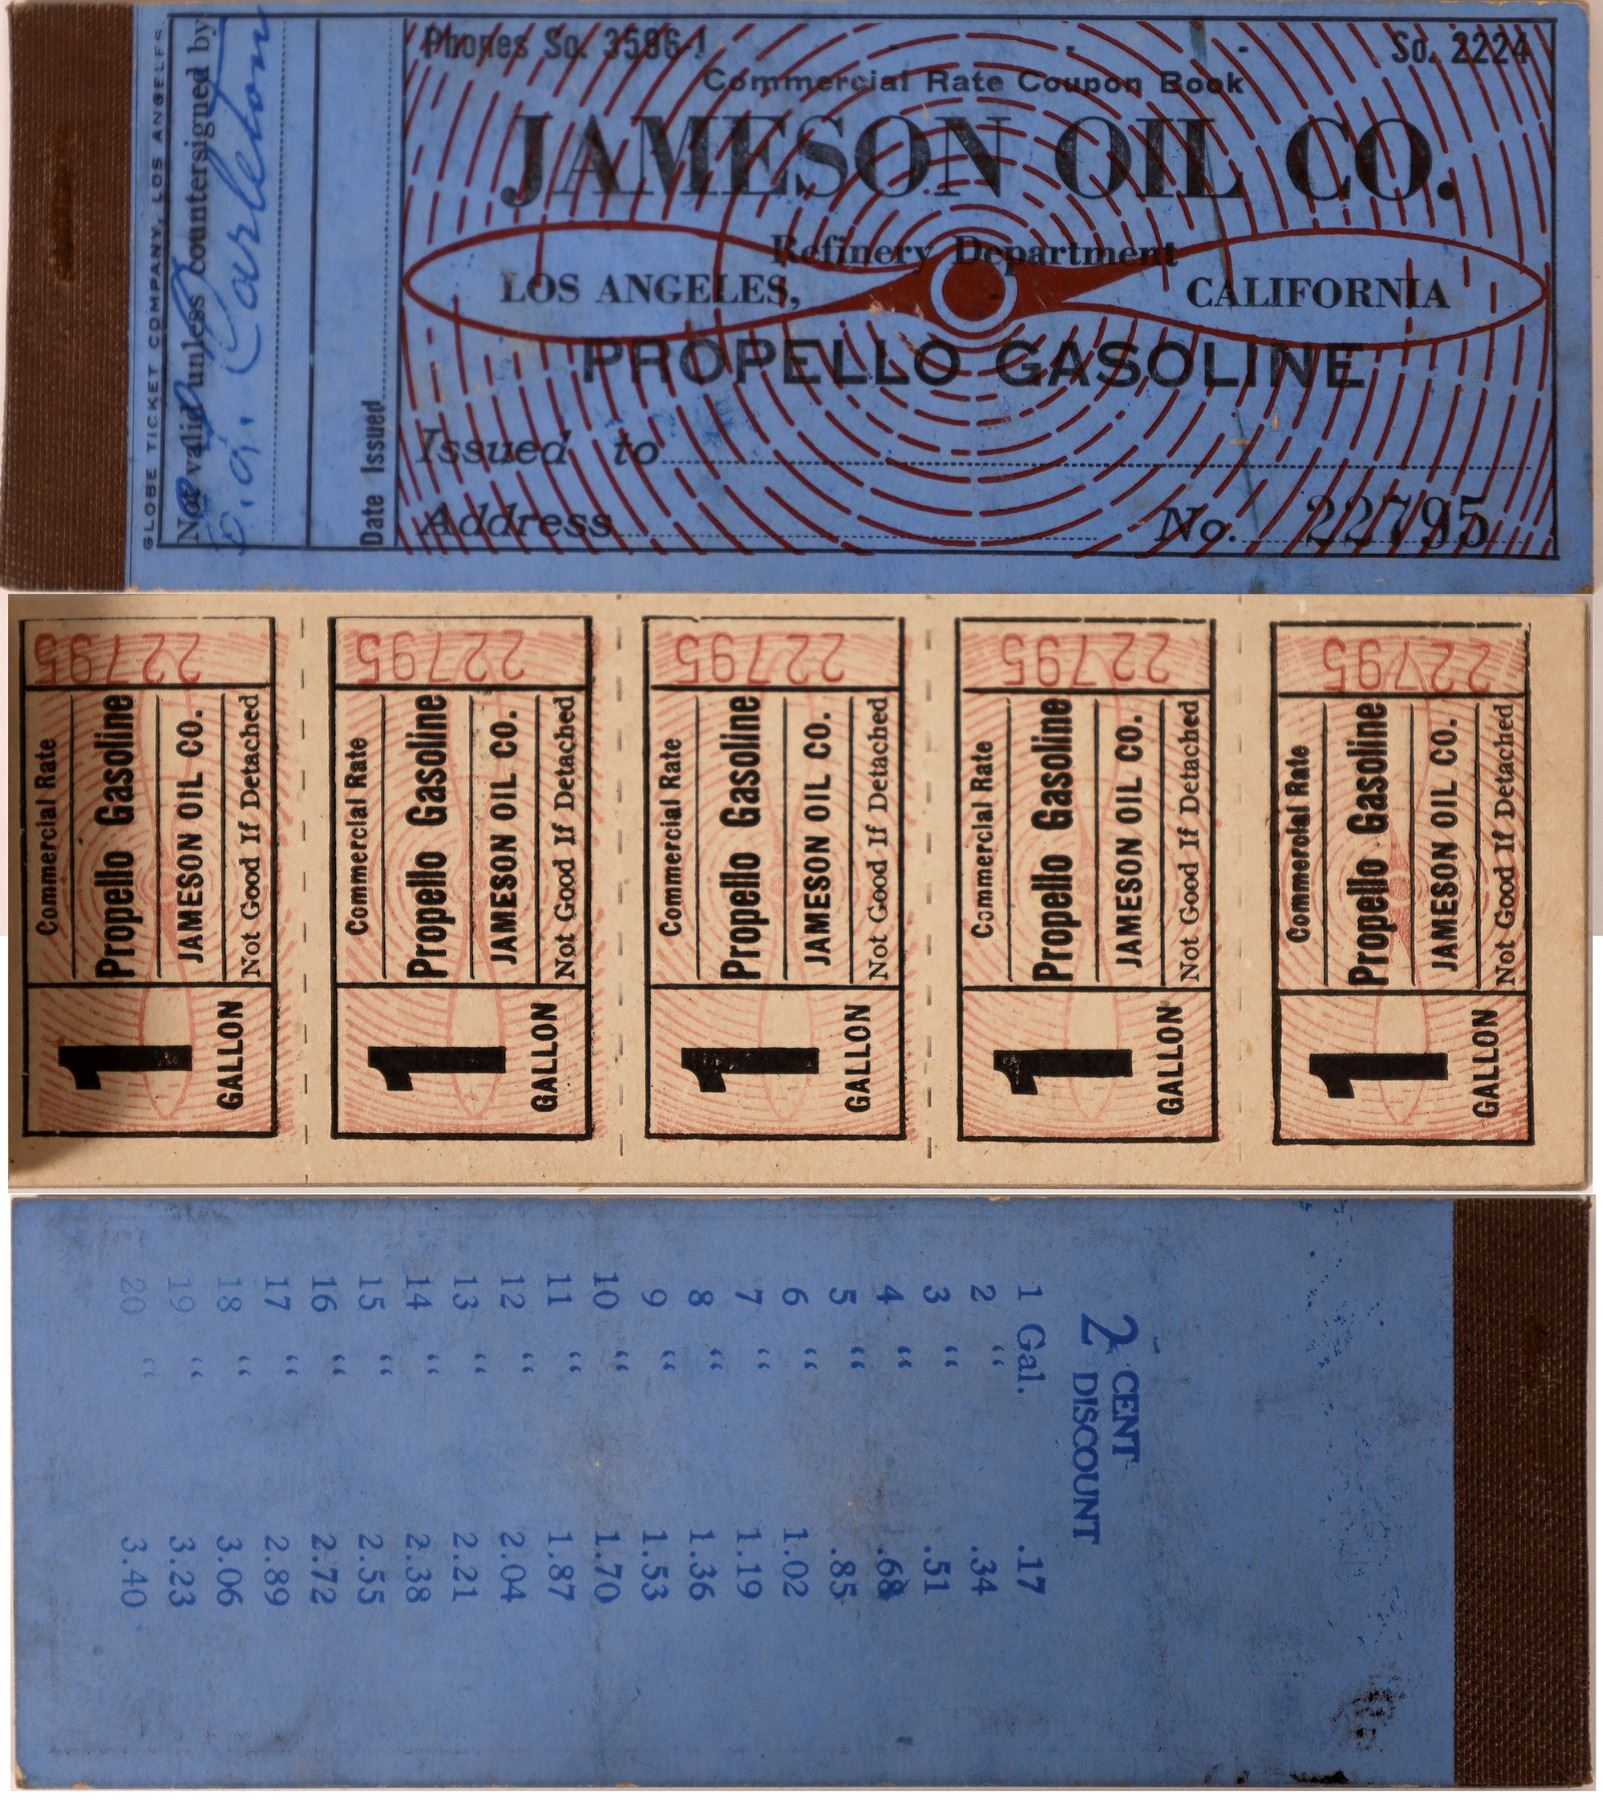 GLOBE TICKET COMPANY, LOS ANGELES
Not valid unless countersigned by
Carleton
Date Issued
Phones So. 3596-1 - - - So. 2224
Commercial Rate Coupon Book
JAMESON OIL CO.
Refinery Department
LOS ANGELES, CALIFORNIA
PROPELLO GASOLINE
Issued to
Address No. 22795
22795
Commercial Rate
Propello Gasoline
JAMESON OIL CO.
Not Good If Detached
1
GALLON
22795
Commercial Rate
Propello Gasoline
JAMESON OIL CO.
Not Good If Detached
1
GALLON
22795
Commercial Rate
Propello Gasoline
JAMESON OIL CO.
Not Good If Detached
1
GALLON
22795
Commercial Rate
Propello Gasoline
JAMESON OIL CO.
Not Good If Detached
1
GALLON
22795
Commercial Rate
Propello Gasoline
JAMESON OIL CO.
Not Good If Detached
1
GALLON
2 CENT
DISCOUNT
1 Gal. .17
2 " .34
3 " .51
4 " .68
5 " .85
6 " 1.02
7 " 1.19
8 " 1.36
9 " 1.53
10 " 1.70
11 " 1.87
12 " 2.04
13 " 2.21
14 " 2.38
15 " 2.55
16 " 2.72
17 " 2.89
18 " 3.06
19 " 3.23
20 " 3.40